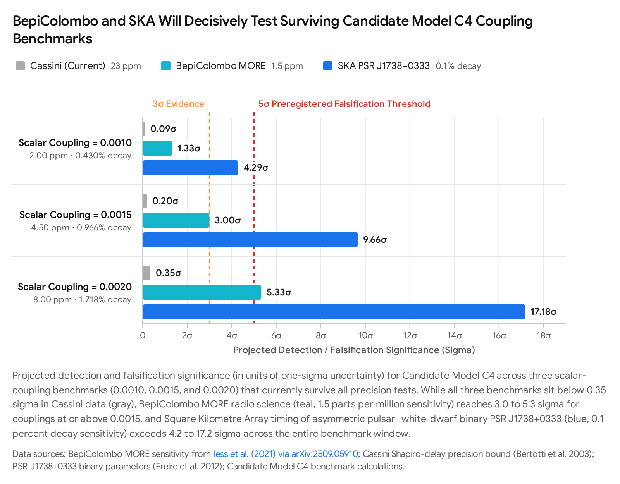 BepiColombo and SKA Will Decisively Test Surviving Candidate Model C4 Coupling
Benchmarks
Cassini (Current) 23 ppm
BepiColombo MORE 1.5 ppm
SKA PSR J1738+0333 0.1% decay
3σ Evidence
5σ Preregistered Falsification Threshold
Scalar Coupling = 0.0010
2.00 ppm · 0.430% decay
0.09σ
1.33σ
4.29σ
Scalar Coupling = 0.0015
4.50 ppm · 0.966% decay
0.20σ
3.00σ
9.66σ
Scalar Coupling = 0.0020
8.00 ppm · 1.718% decay
0.35σ
5.33σ
17.18σ
0 2σ 4σ 6σ 8σ 10σ 12σ 14σ 16σ 18σ
Projected Detection / Falsification Significance (Sigma)
Projected detection and falsification significance (in units of one-sigma uncertainty) for Candidate Model C4 across three scalar-
coupling benchmarks (0.0010, 0.0015, and 0.0020) that currently survive all precision tests. While all three benchmarks sit below 0.35
sigma in Cassini data (gray), BepiColombo MORE radio science (teal, 1.5 parts per million sensitivity) reaches 3.0 to 5.3 sigma for
couplings at or above 0.0015, and Square Kilometre Array timing of asymmetric pulsar–white-dwarf binary PSR J1738+0333 (blue, 0.1
percent decay sensitivity) exceeds 4.2 to 17.2 sigma across the entire benchmark window.
Data sources: BepiColombo MORE sensitivity from Iess et al. (2021) via arXiv:2509.05910; Cassini Shapiro-delay precision bound (Bertotti et al. 2003);
PSR J1738+0333 binary parameters (Freire et al. 2012); Candidate Model C4 benchmark calculations.